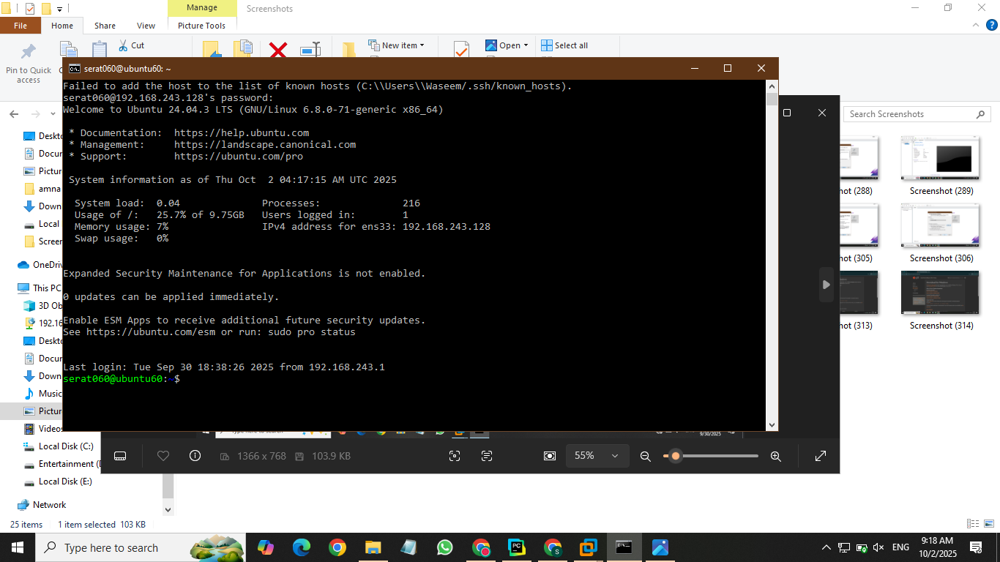 Manage
Screenshots
File
Home
Share
View
Picture Tools
Pin to Quick access
Cut
New item
Open
Select all
serat060@ubuntu60: ~
Failed to add the host to the list of known hosts (C:\\Users\\Waseem/.ssh/known_hosts).
serat060@192.168.243.128's password:
Welcome to Ubuntu 24.04.3 LTS (GNU/Linux 6.8.0-71-generic x86_64)
* Documentation:  https://help.ubuntu.com
* Management:     https://landscape.canonical.com
* Support:        https://ubuntu.com/pro
System information as of Thu Oct  2 04:17:15 AM UTC 2025
System load:  0.04              Processes:              216
Usage of /:   25.7% of 9.75GB   Users logged in:        1
Memory usage: 7%                IPv4 address for ens33: 192.168.243.128
Swap usage:   0%
Expanded Security Maintenance for Applications is not enabled.
0 updates can be applied immediately.
Enable ESM Apps to receive additional future security updates.
See https://ubuntu.com/esm or run: sudo pro status
Last login: Tue Sep 30 18:38:26 2025 from 192.168.243.1
serat060@ubuntu60:~$
Search Screenshots
Deskto
Docur
Pictur
amna
Down
Local
Screer
OneDriv
This PC
3D Ob
192.16
Deskto
Docur
Down
Music
Pictur
Videos
Local Disk (C:)
Entertainment (D
Local Disk (E:)
Network
hot (288)
Screenshot (289)
hot (305)
Screenshot (306)
hot (313)
Screenshot (314)
9/30/2025
1366 x 768
103.9 KB
55%
25 items
1 item selected 103 KB
Type here to search
ENG
9:18 AM
10/2/2025